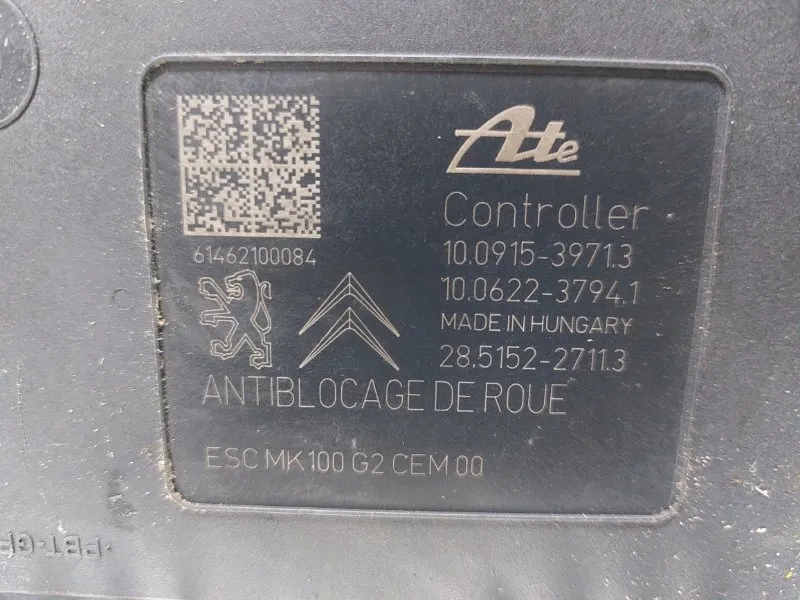 Ate
Controller
61462100084
10.0915-3971.3
10.0622-3794.1
MADE IN HUNGARY
28.5152-2711.3
ANTIBLOCAGE DE ROUE
ESC MK100 G2 CEM 00